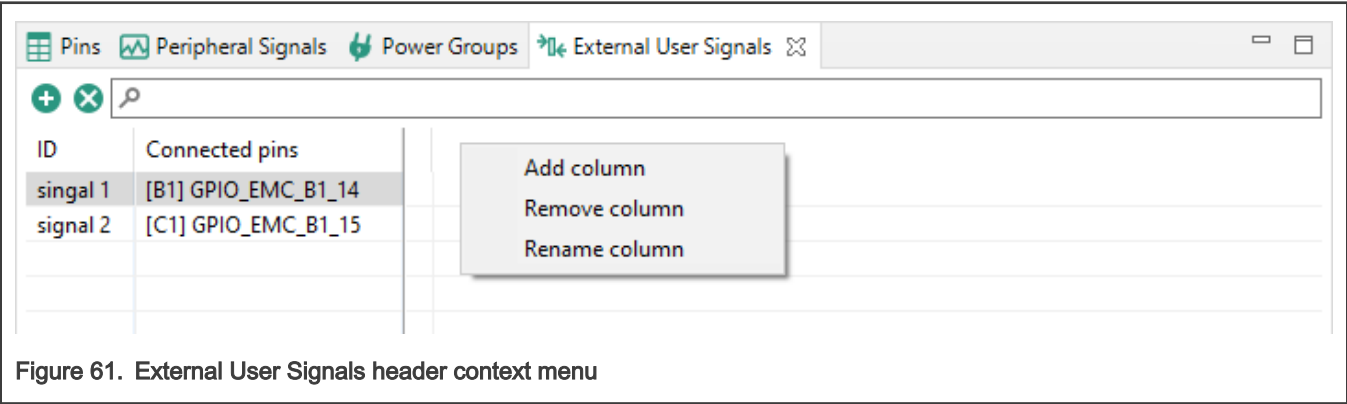 Pins Peripheral Signals Power Groups External User Signals
ID Connected pins
Add column
singal 1 [B1] GPIO_EMC_B1_14
Remove column
signal 2 [C1] GPIO_EMC_B1_15
Rename column
Figure 61. External User Signals header context menu